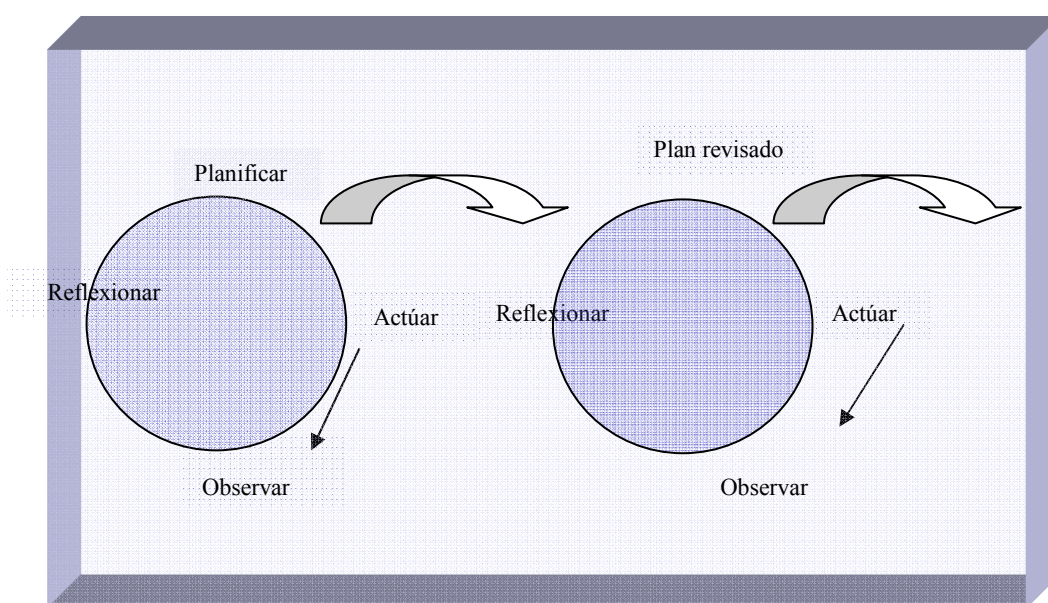 Planificar
Plan revisado
Reflexionar
Actúar
Reflexionar
Actúar
Observar
Observar